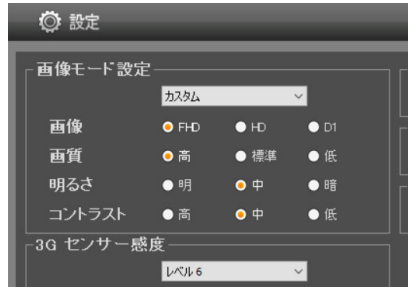 設定
画像モード設定
カスタム
画像 FHD HD D1
画質 高 標準 低
明るさ 明 中 暗
コントラスト 高 中 低
3G センサー感度
レベル 6